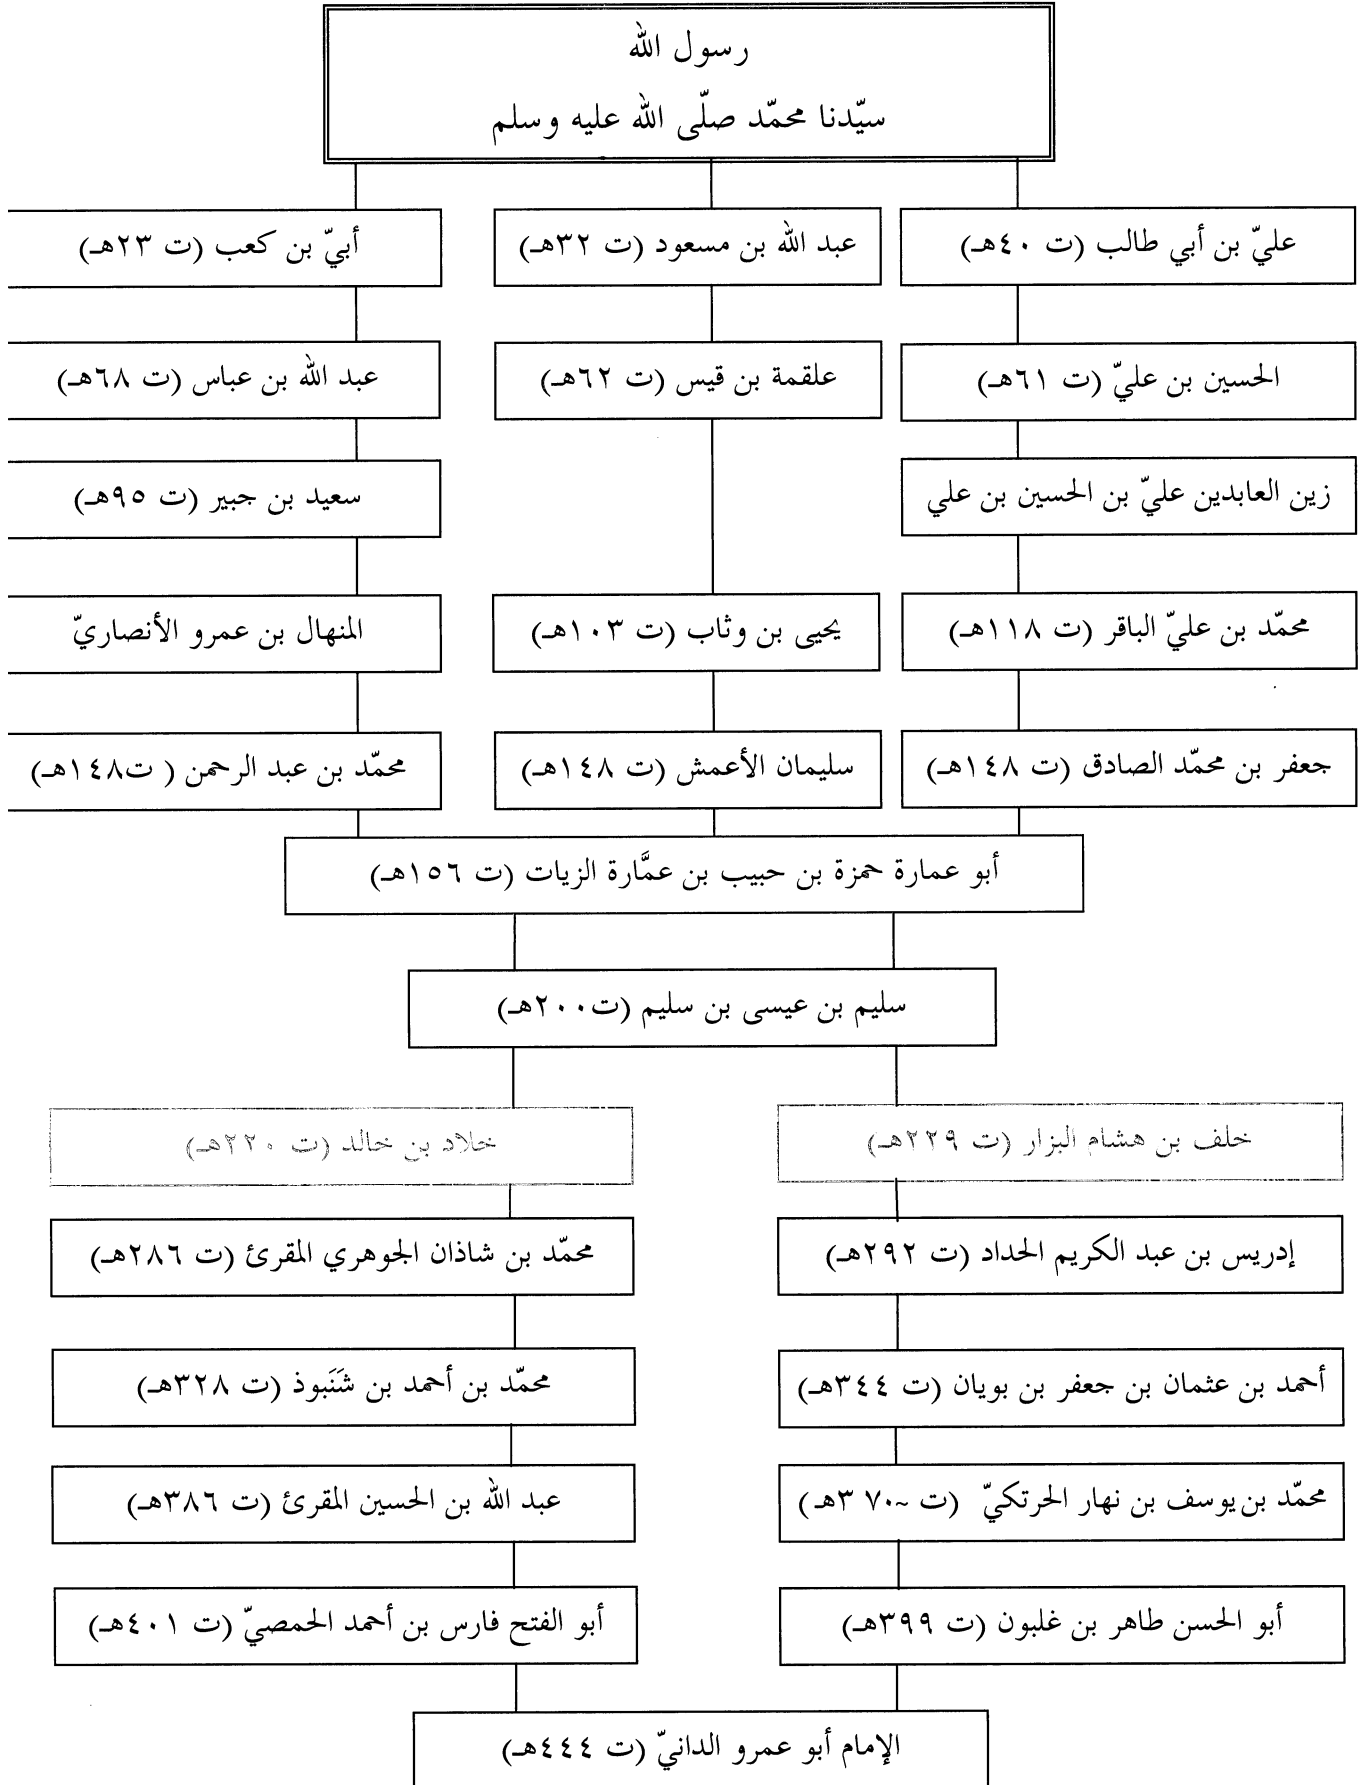 رسول الله
سيّدنا محمّد صلّى الله عليه وسلم
عليّ بن أبي طالب (ت ٤٠هـ)
عبد الله بن مسعود (ت ٣٢هـ)
أبيّ بن كعب (ت ٢٣هـ)
الحسين بن عليّ (ت ٦١هـ)
علقمة بن قيس (ت ٦٢هـ)
عبد الله بن عباس (ت ٦٨هـ)
زين العابدين عليّ بن الحسين بن علي
سعيد بن جبير (ت ٩٥هـ)
محمّد بن عليّ الباقر (ت ١١٨هـ)
يحيى بن وثاب (ت ١٠٣هـ)
المنهال بن عمرو الأنصاريّ
جعفر بن محمّد الصادق (ت ١٤٨هـ)
سليمان الأعمش (ت ١٤٨هـ)
محمّد بن عبد الرحمن ( ت١٤٨هـ)
أبو عمارة حمزة بن حبيب بن عمَّارة الزيات (ت ١٥٦هـ)
سليم بن عيسى بن سليم (ت٢٠٠هـ)
خلف بن هشام البزار (ت ٢٢٩هـ)
خلاد بن خالد (ت ٢٢٠هـ)
إدريس بن عبد الكريم الحداد (ت ٢٩٢هـ)
محمّد بن شاذان الجوهري المقرئ (ت ٢٨٦هـ)
أحمد بن عثمان بن جعفر بن بويان (ت ٣٤٤هـ)
محمّد بن أحمد بن شَنَبوذ (ت ٣٢٨هـ)
محمّد بن يوسف بن نهار الحرتكيّ (ت ~٣٧٠هـ )
عبد الله بن الحسين المقرئ (ت ٣٨٦هـ)
أبو الحسن طاهر بن غلبون (ت ٣٩٩هـ)
أبو الفتح فارس بن أحمد الحمصيّ (ت ٤٠١هـ)
الإمام أبو عمرو الدانيّ (ت ٤٤٤هـ)